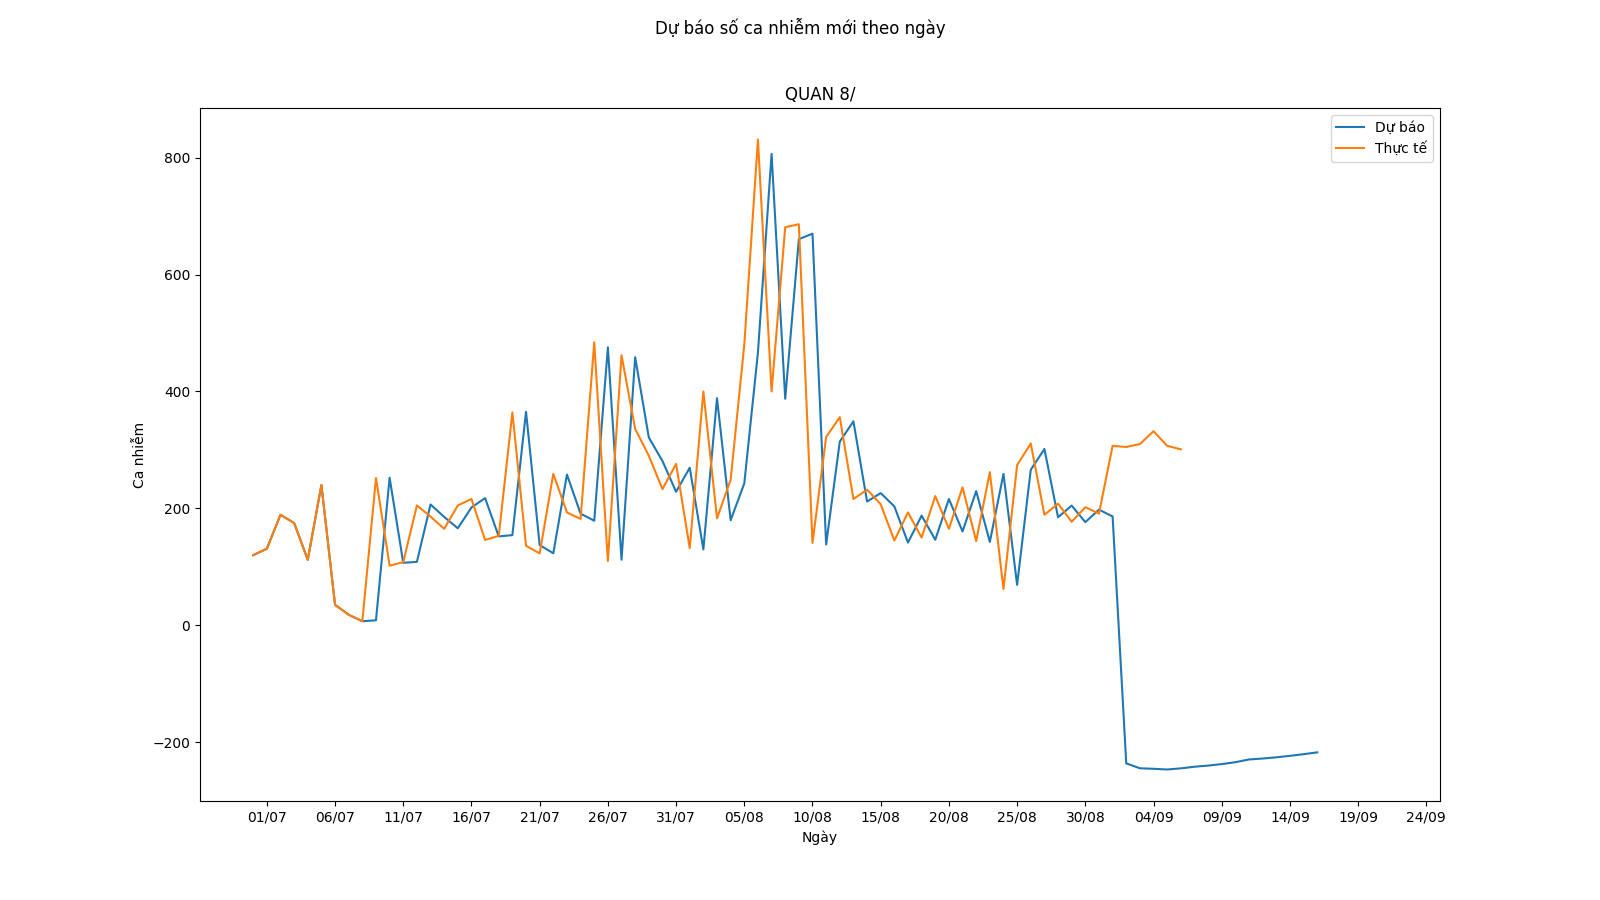 Dự báo số ca nhiễm mới theo ngày
QUAN 8/
Dự báo
Thực tế
800
600
400
200
0
−200
Ca nhiễm
01/07 06/07 11/07 16/07 21/07 26/07 31/07 05/08 10/08 15/08 20/08 25/08 30/08 04/09 09/09 14/09 19/09 24/09
Ngày